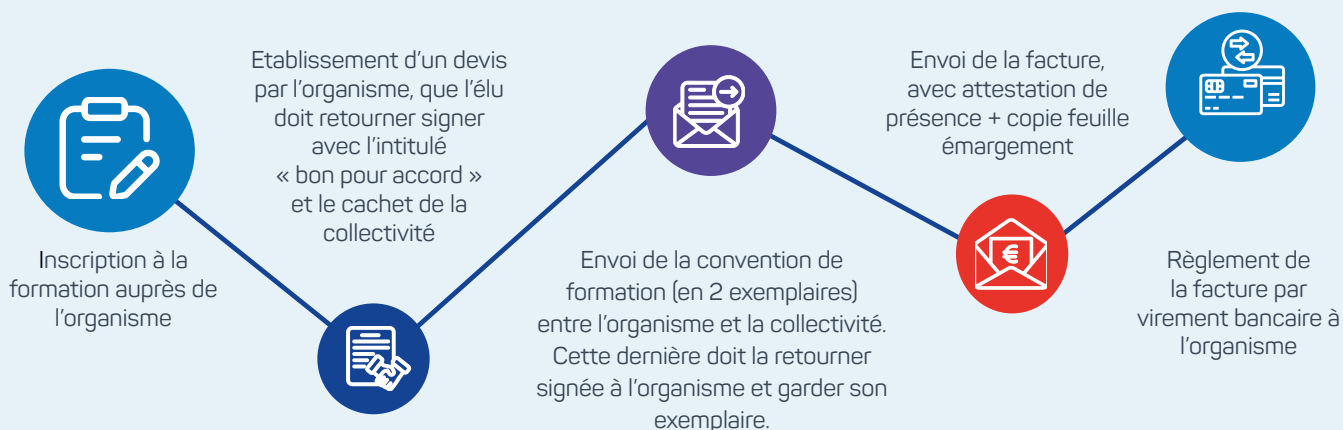 Inscription à la
formation auprès de
l'organisme
Etablissement d'un devis
par l'organisme, que l'élu
doit retourner signer
avec l'intitulé
« bon pour accord »
et le cachet de la
collectivité
Envoi de la convention de
formation (en 2 exemplaires)
entre l'organisme et la collectivité.
Cette dernière doit la retourner
signée à l'organisme et garder son
exemplaire.
Envoi de la facture,
avec attestation de
présence + copie feuille
émargement
€
Règlement de
la facture par
virement bancaire à
l'organisme